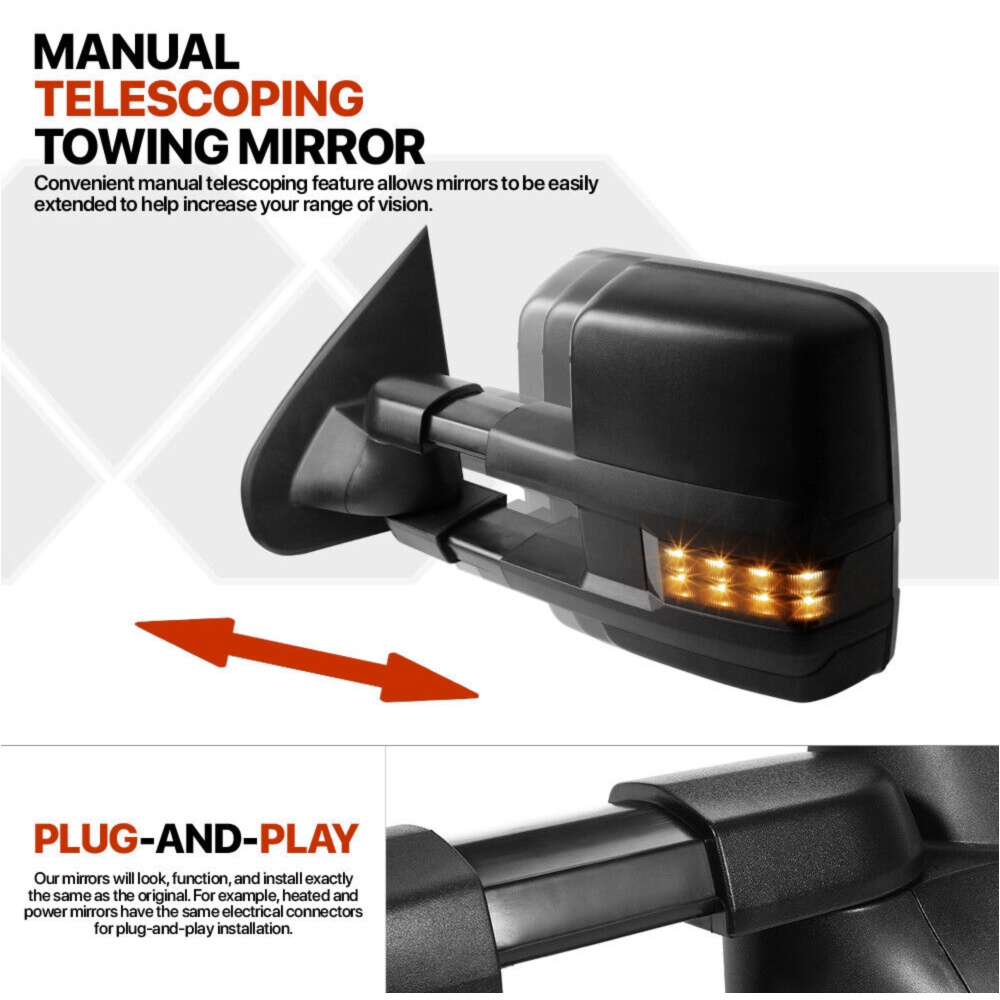 MANUAL
TELESCOPING
TOWING MIRROR
Convenient manual telescoping feature allows mirrors to be easily
extended to help increase your range of vision.
PLUG-AND-PLAY
Our mirrors will look, function, and install exactly
the same as the original. For example, heated and
power mirrors have the same electrical connectors
for plug-and-play installation.